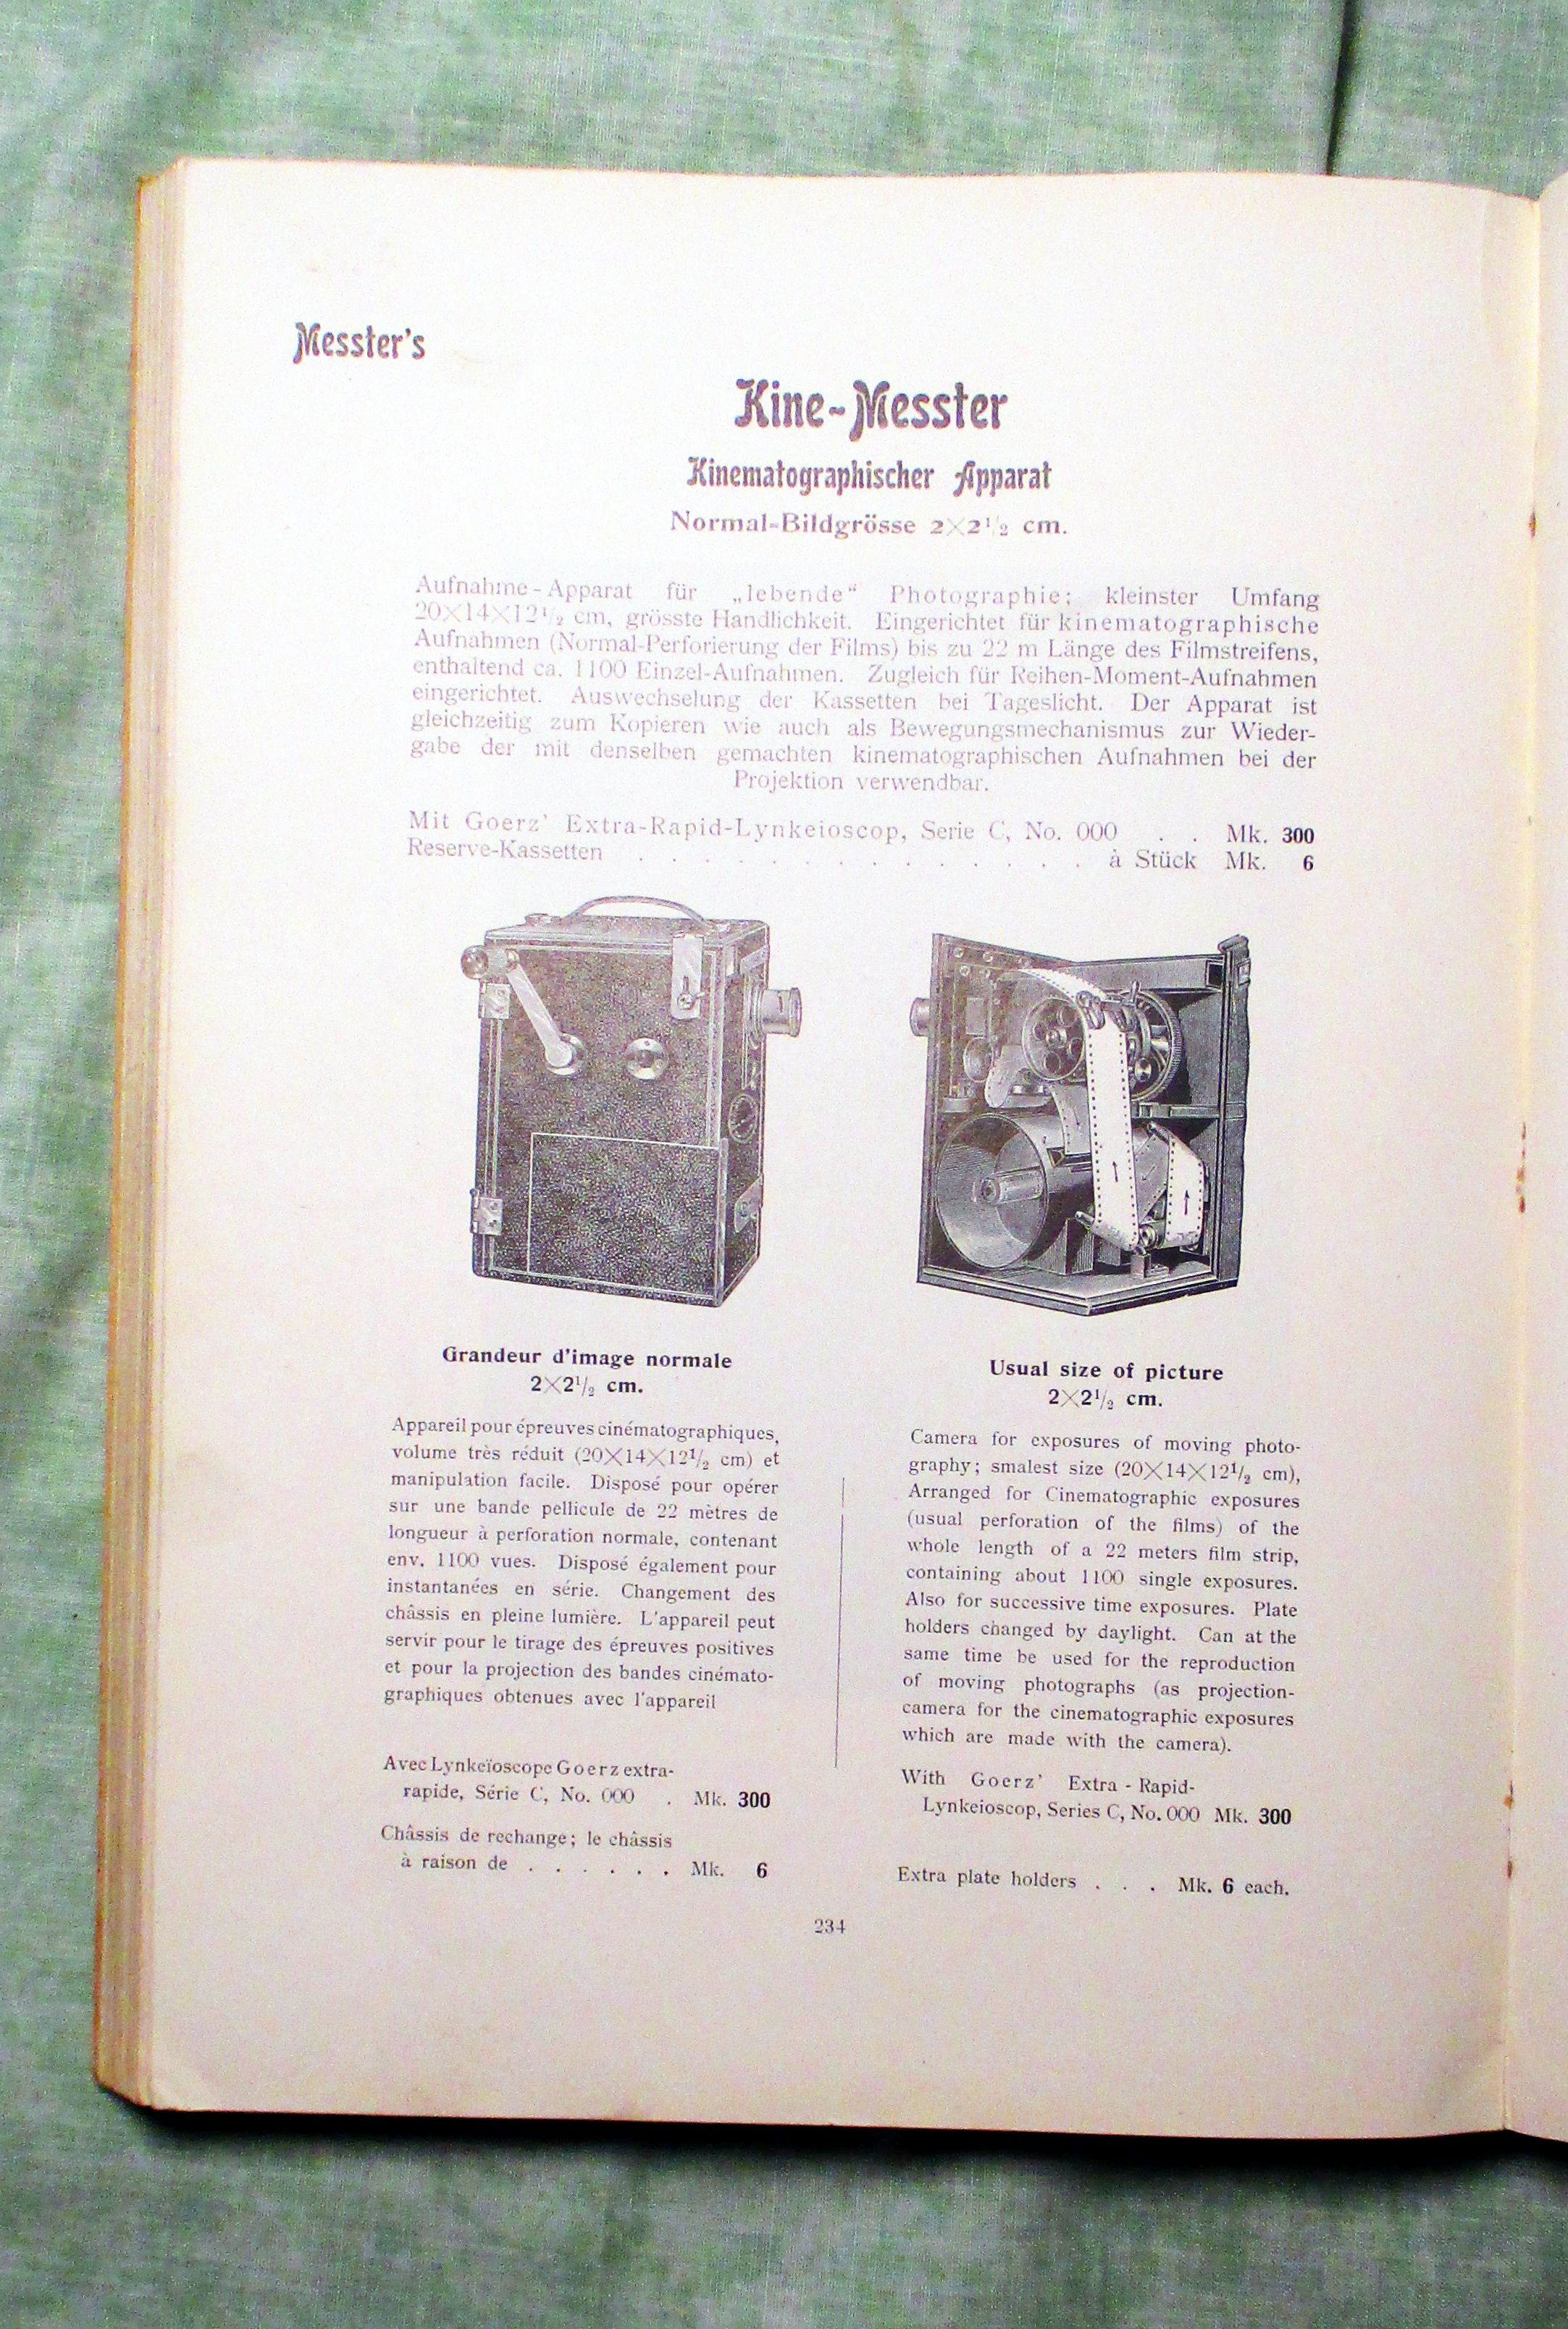 Messter's
Kine-Messter
Kinematographischer Apparat
Normal-Bildgrösse 2×2½ cm.
Aufnahme-Apparat für „lebende“ Photographie; kleinster Umfang
20×14×12½ cm, grösste Handlichkeit. Eingerichtet für kinematographische
Aufnahmen (Normal-Perforierung der Films) bis zu 22 m Länge des Filmstreifens,
enthaltend ca. 1100 Einzel-Aufnahmen. Zugleich für Reihen-Moment-Aufnahmen
eingerichtet. Auswechselung der Kassetten bei Tageslicht. Der Apparat ist
gleichzeitig zum Kopieren wie auch als Bewegungsmechanismus zur Wieder-
gabe der mit denselben gemachten kinematographischen Aufnahmen bei der
Projektion verwendbar.
Mit Goerz' Extra-Rapid-Lynkeioscop, Serie C, No. 000 . . Mk. 300
Reserve-Kassetten . . . . . . . . . . . . . . à Stück Mk. 6
Grandeur d'image normale
2×2½ cm.
Appareil pour épreuves cinématographiques,
volume très réduit (20×14×12½ cm) et
manipulation facile. Disposé pour opérer
sur une bande pellicule de 22 mètres de
longueur à perforation normale, contenant
env. 1100 vues. Disposé également pour
instantanées en série. Changement des
châssis en pleine lumière. L'appareil peut
servir pour le tirage des épreuves positives
et pour la projection des bandes cinémato-
graphiques obtenues avec l'appareil
Avec Lynkeïoscope Goerz extra-
rapide, Série C, No. 000 . Mk. 300
Châssis de rechange; le châssis
à raison de . . . . . . Mk. 6
Usual size of picture
2×2½ cm.
Camera for exposures of moving photo-
graphy; smalest size (20×14×12½ cm),
Arranged for Cinematographic exposures
(usual perforation of the films) of the
whole length of a 22 meters film strip,
containing about 1100 single exposures.
Also for successive time exposures. Plate
holders changed by daylight. Can at the
same time be used for the reproduction
of moving photographs (as projection-
camera for the cinematographic exposures
which are made with the camera).
With Goerz' Extra-Rapid-
Lynkeioscop, Series C, No. 000 Mk. 300
Extra plate holders . . . Mk. 6 each.
234